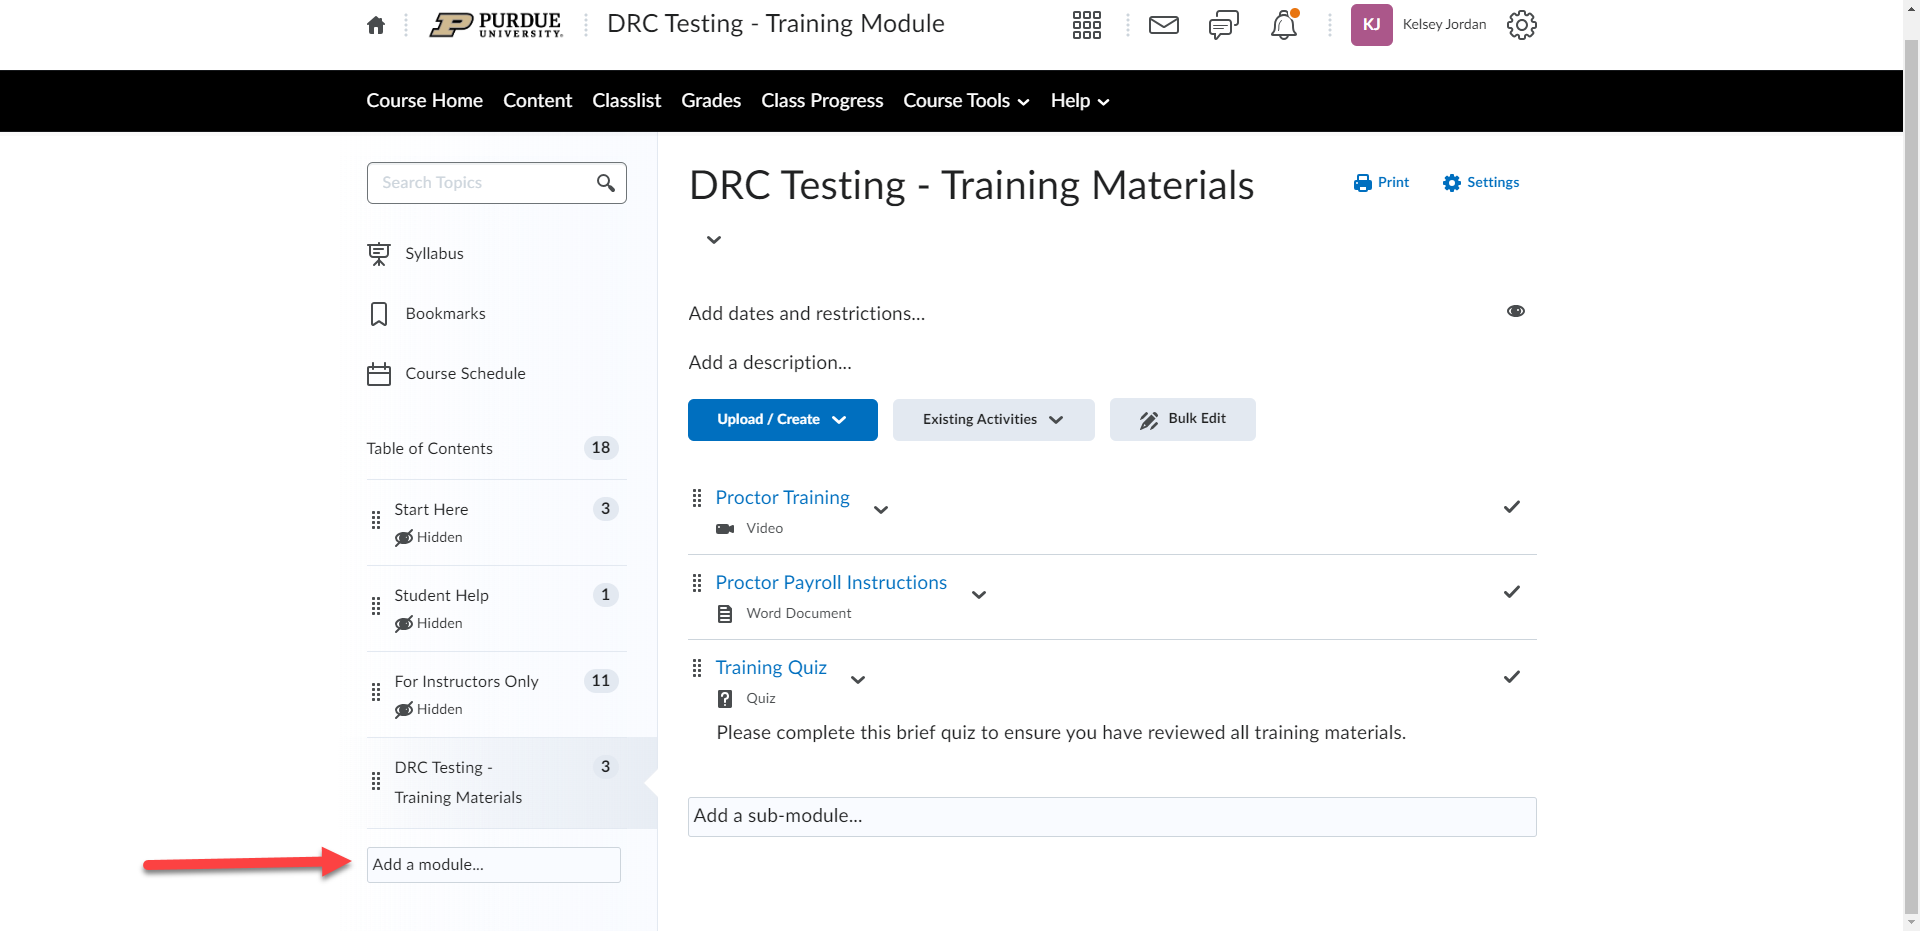 PURDUE
UNIVERSITY.
DRC Testing - Training Module
KJ
Kelsey Jordan
Course Home Content Classlist Grades Class Progress Course Tools Help
Search Topics
Syllabus
Bookmarks
Course Schedule
Table of Contents 18
Start Here 3
Hidden
Student Help 1
Hidden
For Instructors Only 11
Hidden
DRC Testing - 3
Training Materials
Add a module...
DRC Testing - Training Materials
Print Settings
Add dates and restrictions...
Add a description...
Upload / Create Existing Activities Bulk Edit
Proctor Training
Video
Proctor Payroll Instructions
Word Document
Training Quiz
Quiz
Please complete this brief quiz to ensure you have reviewed all training materials.
Add a sub-module...